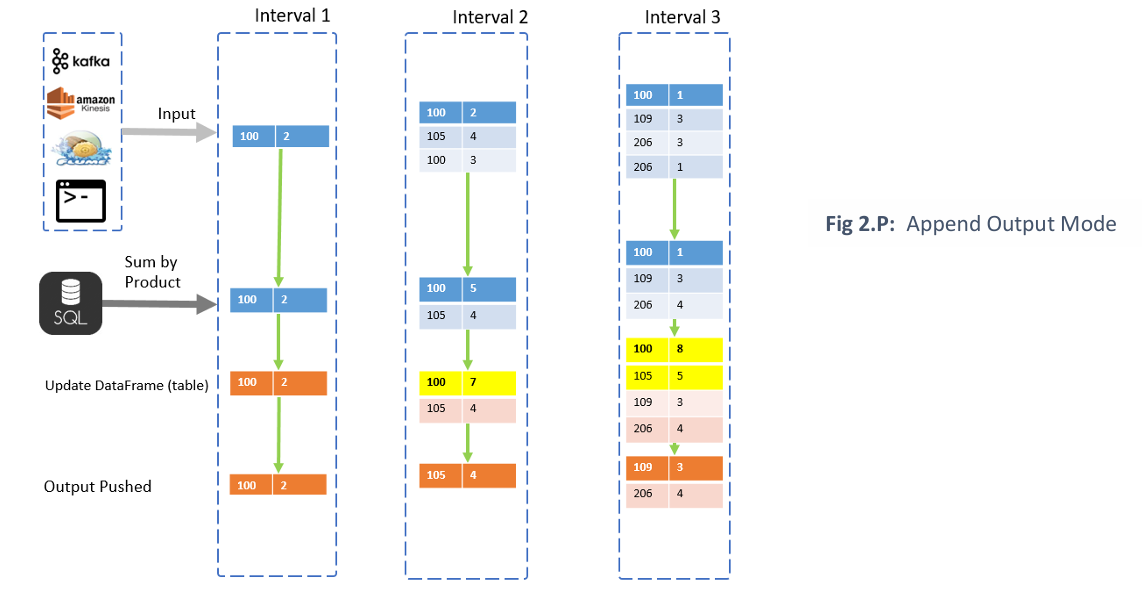 Interval 1
Interval 2
Interval 3
kafka
amazon
Kinesis
FLUME
>-
Input
100 2
100 2
105 4
100 3
100 1
109 3
206 3
206 1
Fig 2.P: Append Output Mode
Sum by
Product
SQL
100 2
100 5
105 4
100 1
109 3
206 4
Update DataFrame (table)
100 2
100 7
105 4
100 8
105 5
109 3
206 4
Output Pushed
100 2
105 4
109 3
206 4